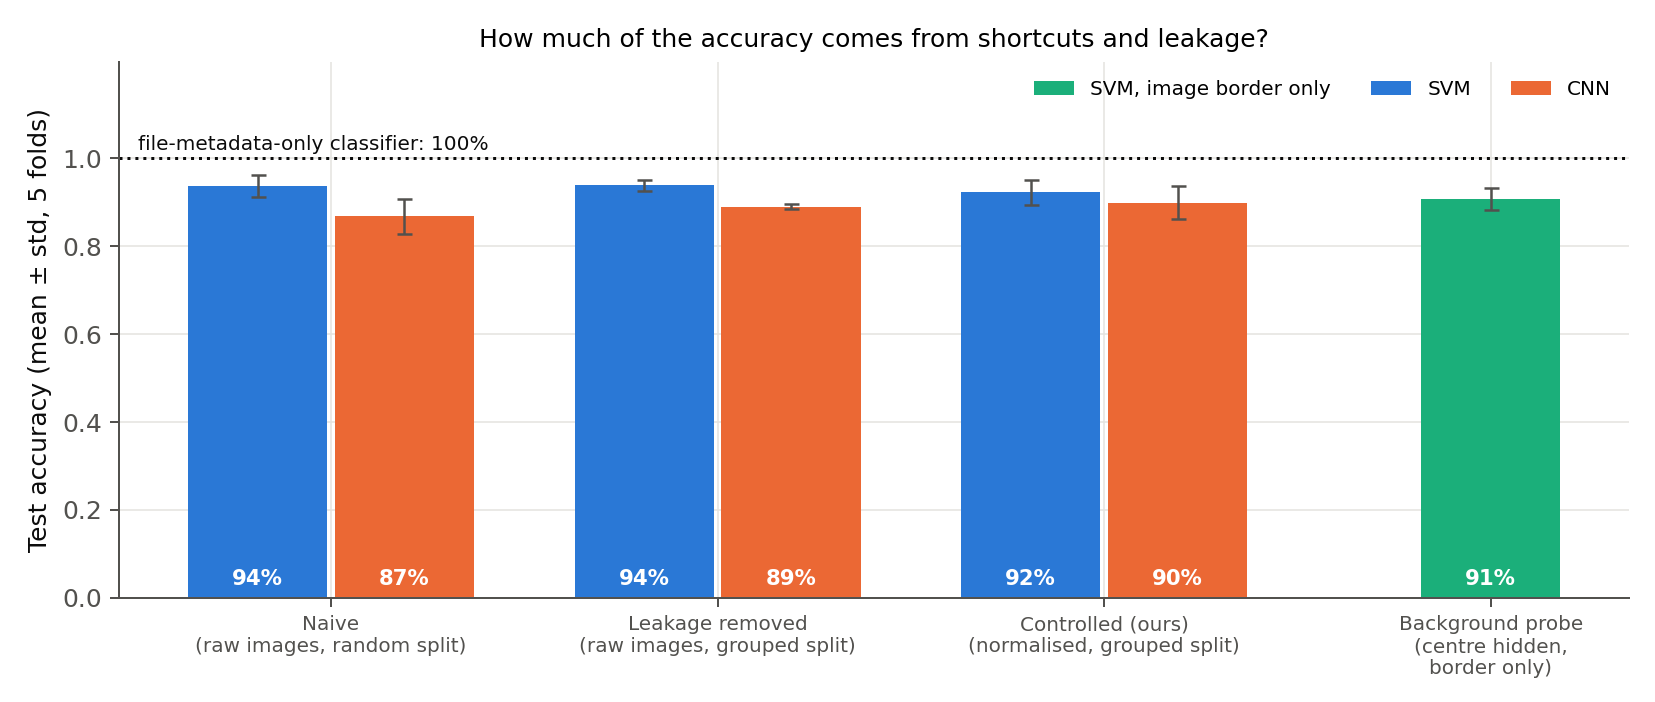 How much of the accuracy comes from shortcuts and leakage?
SVM, image border only
SVM
CNN
file-metadata-only classifier: 100%
Test accuracy (mean ± std, 5 folds)
1.0
0.8
0.6
0.4
0.2
0.0
94%
87%
94%
89%
92%
90%
91%
Naive
(raw images, random split)
Leakage removed
(raw images, grouped split)
Controlled (ours)
(normalised, grouped split)
Background probe
(centre hidden,
border only)